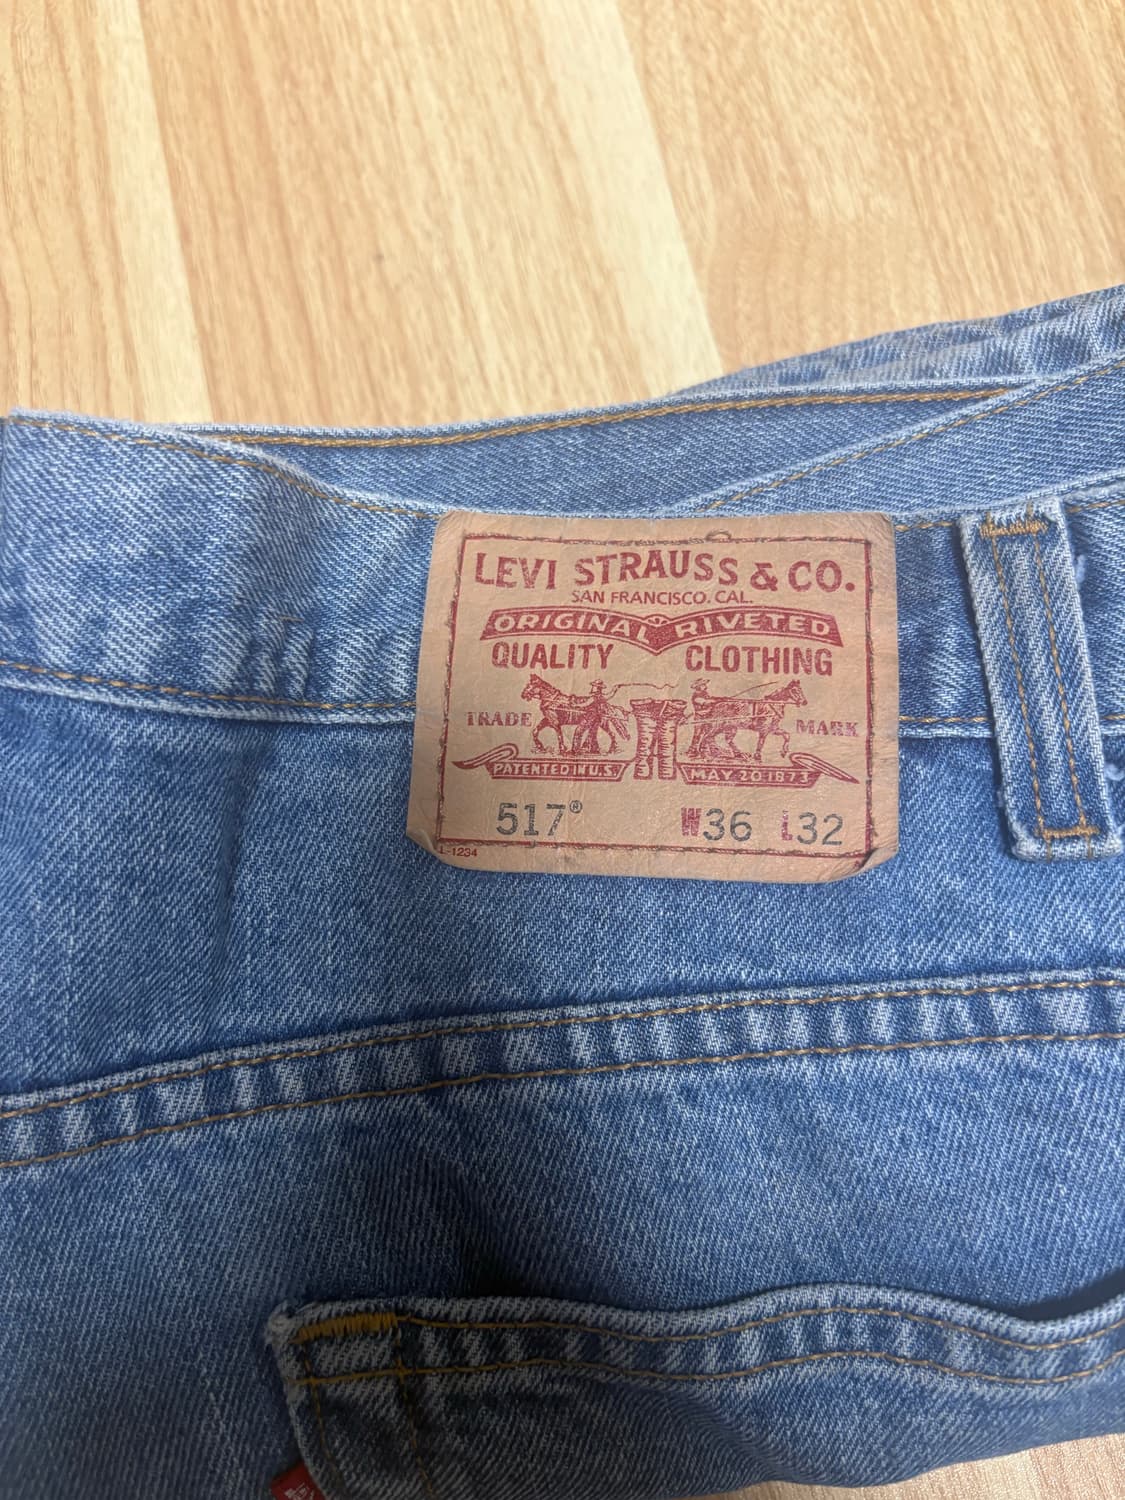 LEVI STRAUSS & CO.
SAN FRANCISCO. CAL.
ORIGINAL RIVETED
QUALITY CLOTHING
TRADE MARK
PATENTED IN U.S. MAY 20 1873
517® W36 L32
L-1234